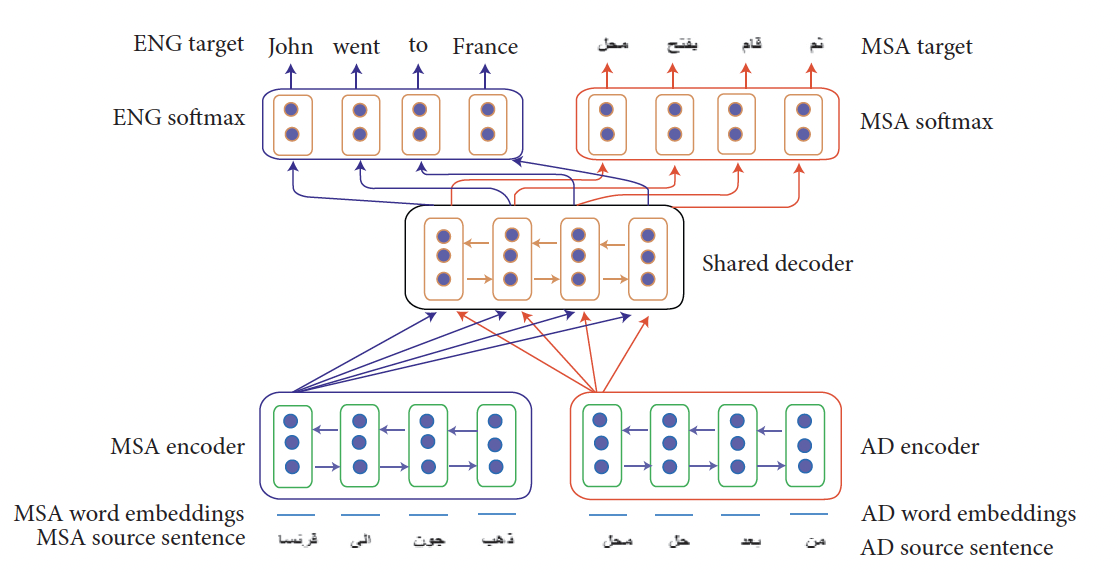 ENG target John went to France محل يفتح قام ثم MSA target
ENG softmax MSA softmax
Shared decoder
MSA encoder AD encoder
MSA word embeddings AD word embeddings
MSA source sentence فرنسا الى جون ذهب محل حل بعد من AD source sentence